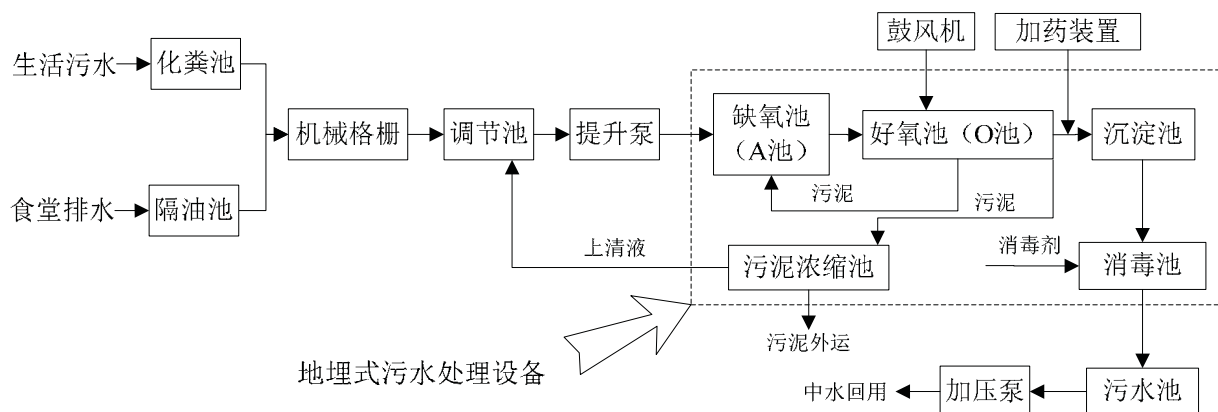 鼓风机
加药装置
生活污水
化粪池
机械格栅
调节池
提升泵
缺氧池
（A池）
好氧池（O池）
沉淀池
食堂排水
隔油池
污泥
污泥
上清液
污泥浓缩池
消毒剂
消毒池
污泥外运
地埋式污水处理设备
中水回用
加压泵
污水池